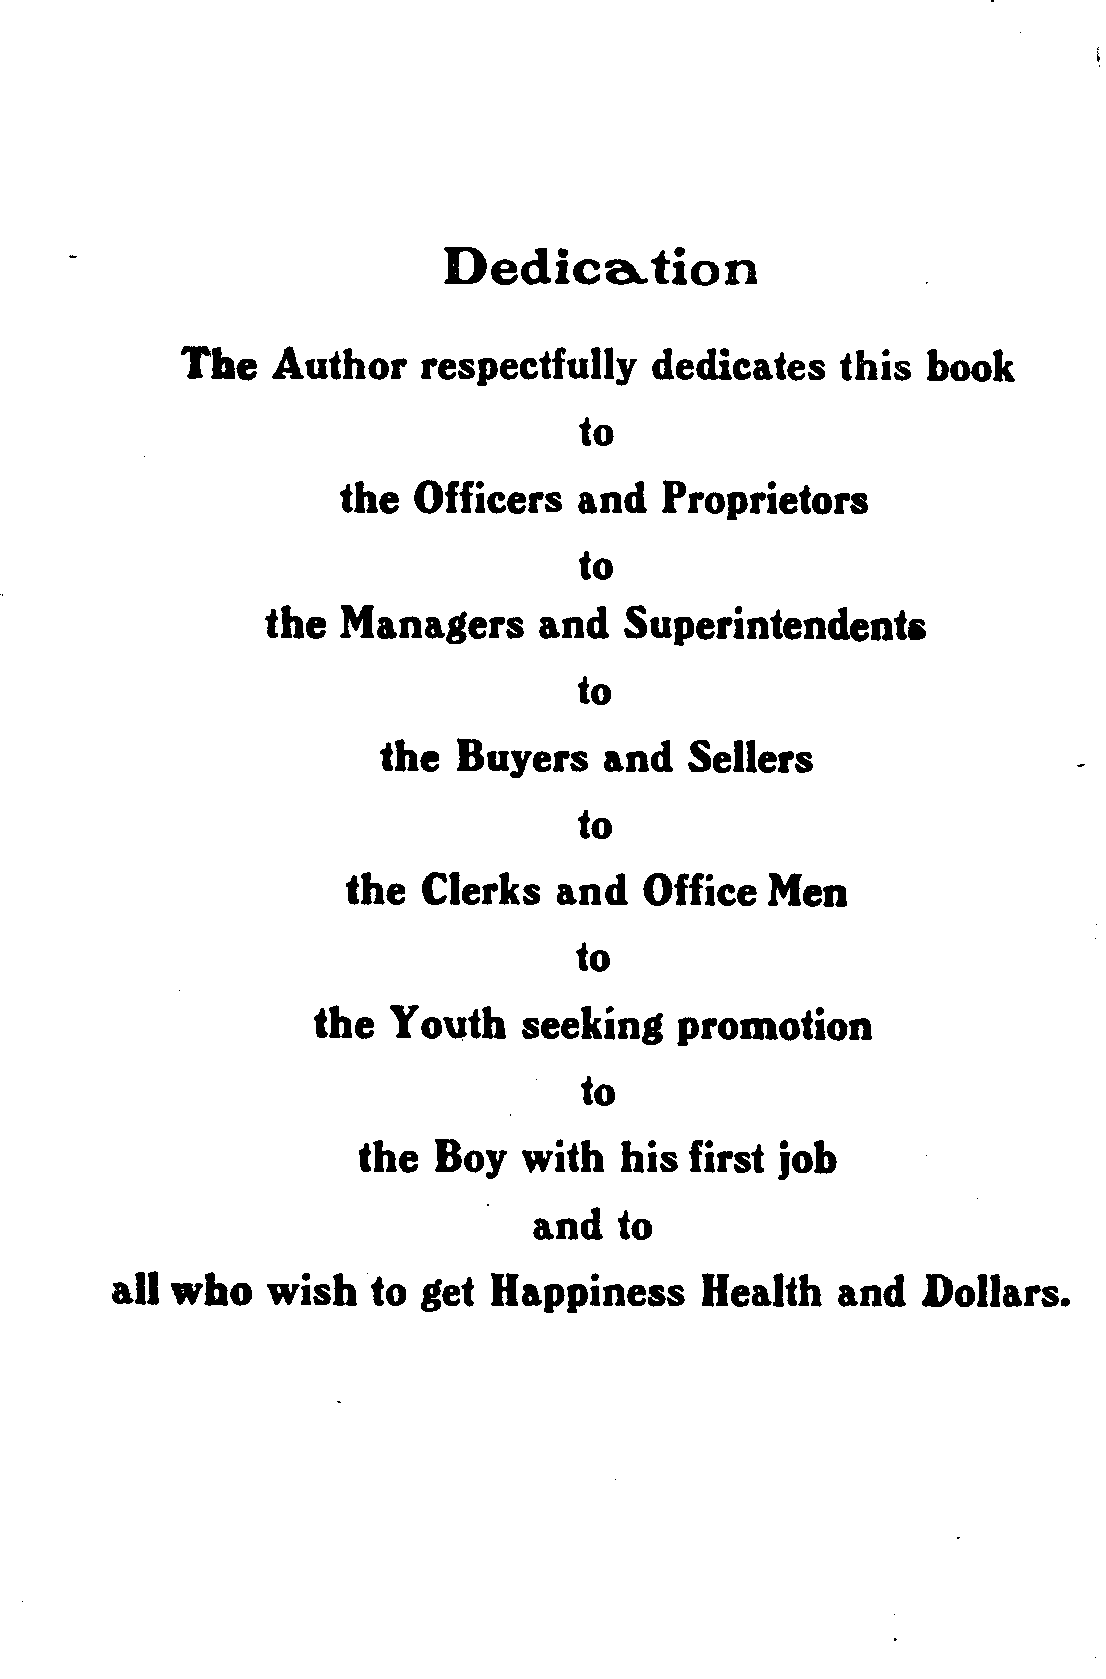 Dedication
The Author respectfully dedicates this book
to
the Officers and Proprietors
to
the Managers and Superintendents
to
the Buyers and Sellers
to
the Clerks and Office Men
to
the Youth seeking promotion
to
the Boy with his first job
and to
all who wish to get Happiness Health and Dollars.